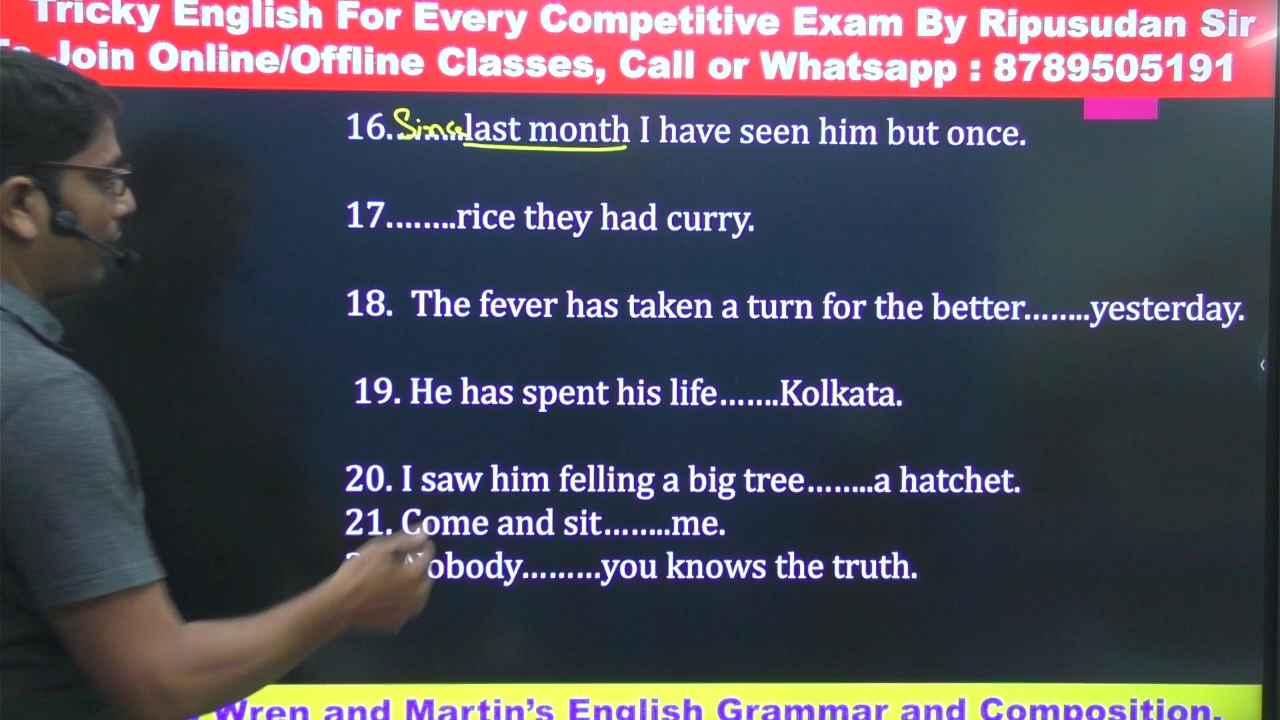 Tricky English For Every Competitive Exam By Ripusudan Sir
Join Online/Offline Classes, Call or Whatsapp : 8789505191
16. Since last month I have seen him but once.
17........rice they had curry.
18. The fever has taken a turn for the better........yesterday.
19. He has spent his life.......Kolkata.
20. I saw him felling a big tree........a hatchet.
21. Come and sit........me.
Nobody.........you knows the truth.
Wren and Martin's English Grammar and Composition.